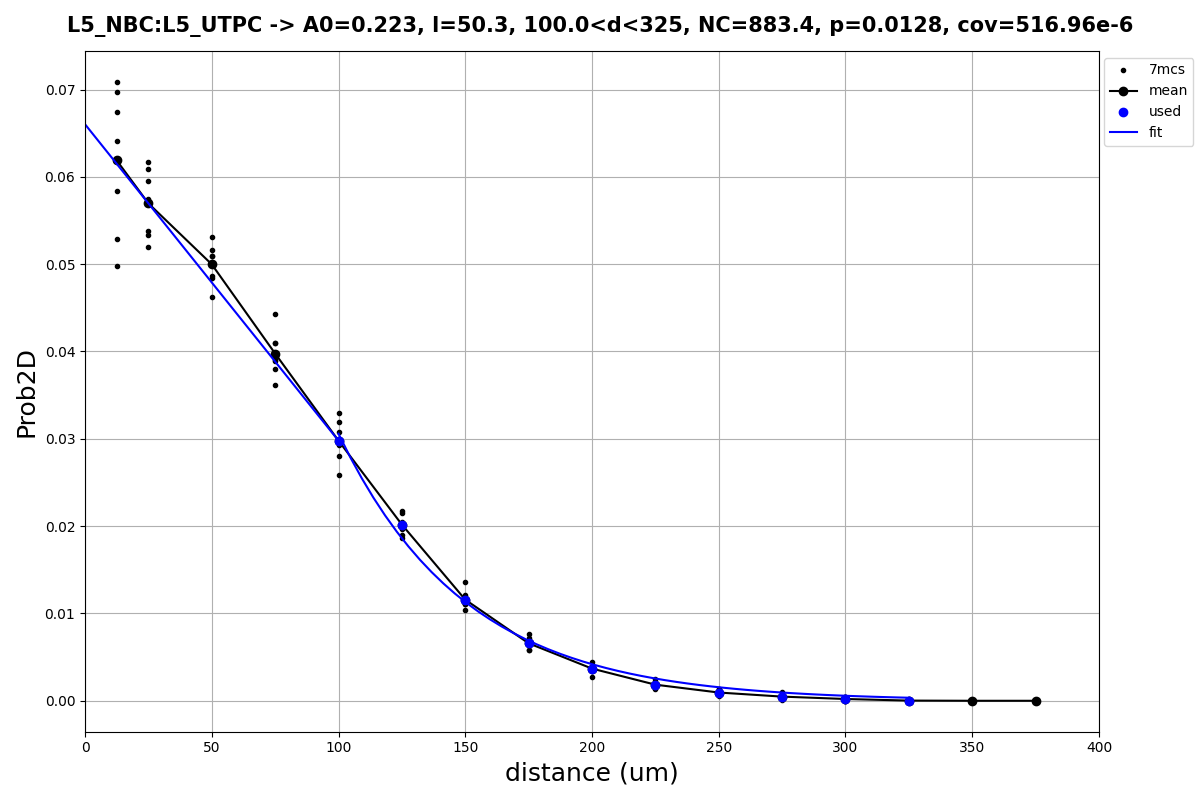 L5_NBC:L5_UTPC -> A0=0.223, l=50.3, 100.0<d<325, NC=883.4, p=0.0128, cov=516.96e-6
7mcs
mean
used
fit
Prob2D
0.07
0.06
0.05
0.04
0.03
0.02
0.01
0.00
0 50 100 150 200 250 300 350 400
distance (um)